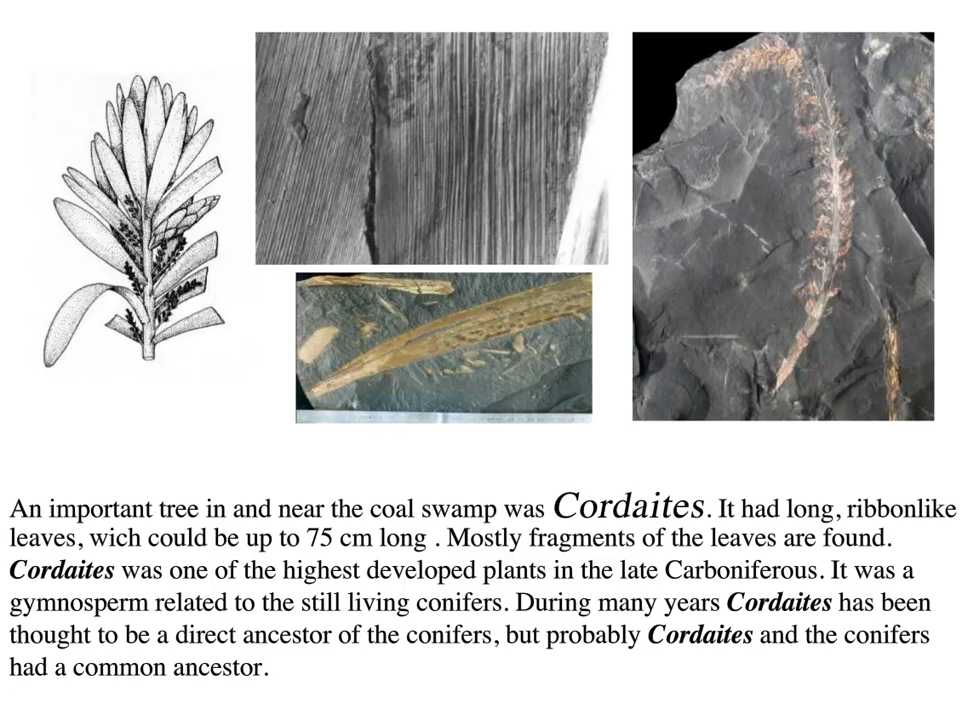 An important tree in and near the coal swamp was Cordaites. It had long, ribbonlike
leaves, wich could be up to 75 cm long . Mostly fragments of the leaves are found.
Cordaites was one of the highest developed plants in the late Carboniferous. It was a
gymnosperm related to the still living conifers. During many years Cordaites has been
thought to be a direct ancestor of the conifers, but probably Cordaites and the conifers
had a common ancestor.